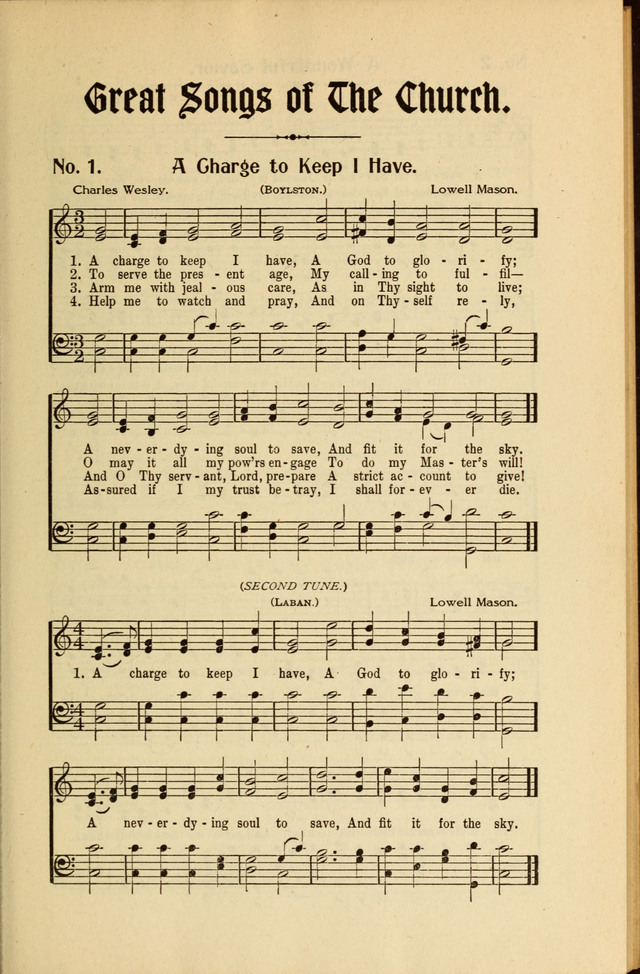 Great Songs of The Church.
No. 1. A Charge to Keep I Have.
Charles Wesley. (BOYLSTON.) Lowell Mason.
1. A charge to keep I have, A God to glo - ri - fy;
2. To serve the pres - ent age, My call - ing to ful - fil—
3. Arm me with jeal - ous care, As in Thy sight to live;
4. Help me to watch and pray, And on Thy - self re - ly,
A nev - er - dy - ing soul to save, And fit it for the sky.
O may it all my pow'rs en - gage To do my Mas - ter's will!
And O Thy serv - ant, Lord, pre - pare A strict ac - count to give!
As - sured if I my trust be - tray, I shall for - ev - er die.
(SECOND TUNE.)
(LABAN.) Lowell Mason.
1. A charge to keep I have, A God to glo - ri - fy;
A nev - er - dy - ing soul to save, And fit it for the sky.